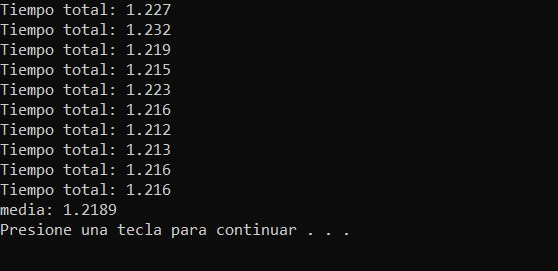 Tiempo total: 1.227
Tiempo total: 1.232
Tiempo total: 1.219
Tiempo total: 1.215
Tiempo total: 1.223
Tiempo total: 1.216
Tiempo total: 1.212
Tiempo total: 1.213
Tiempo total: 1.216
Tiempo total: 1.216
media: 1.2189
Presione una tecla para continuar . . .